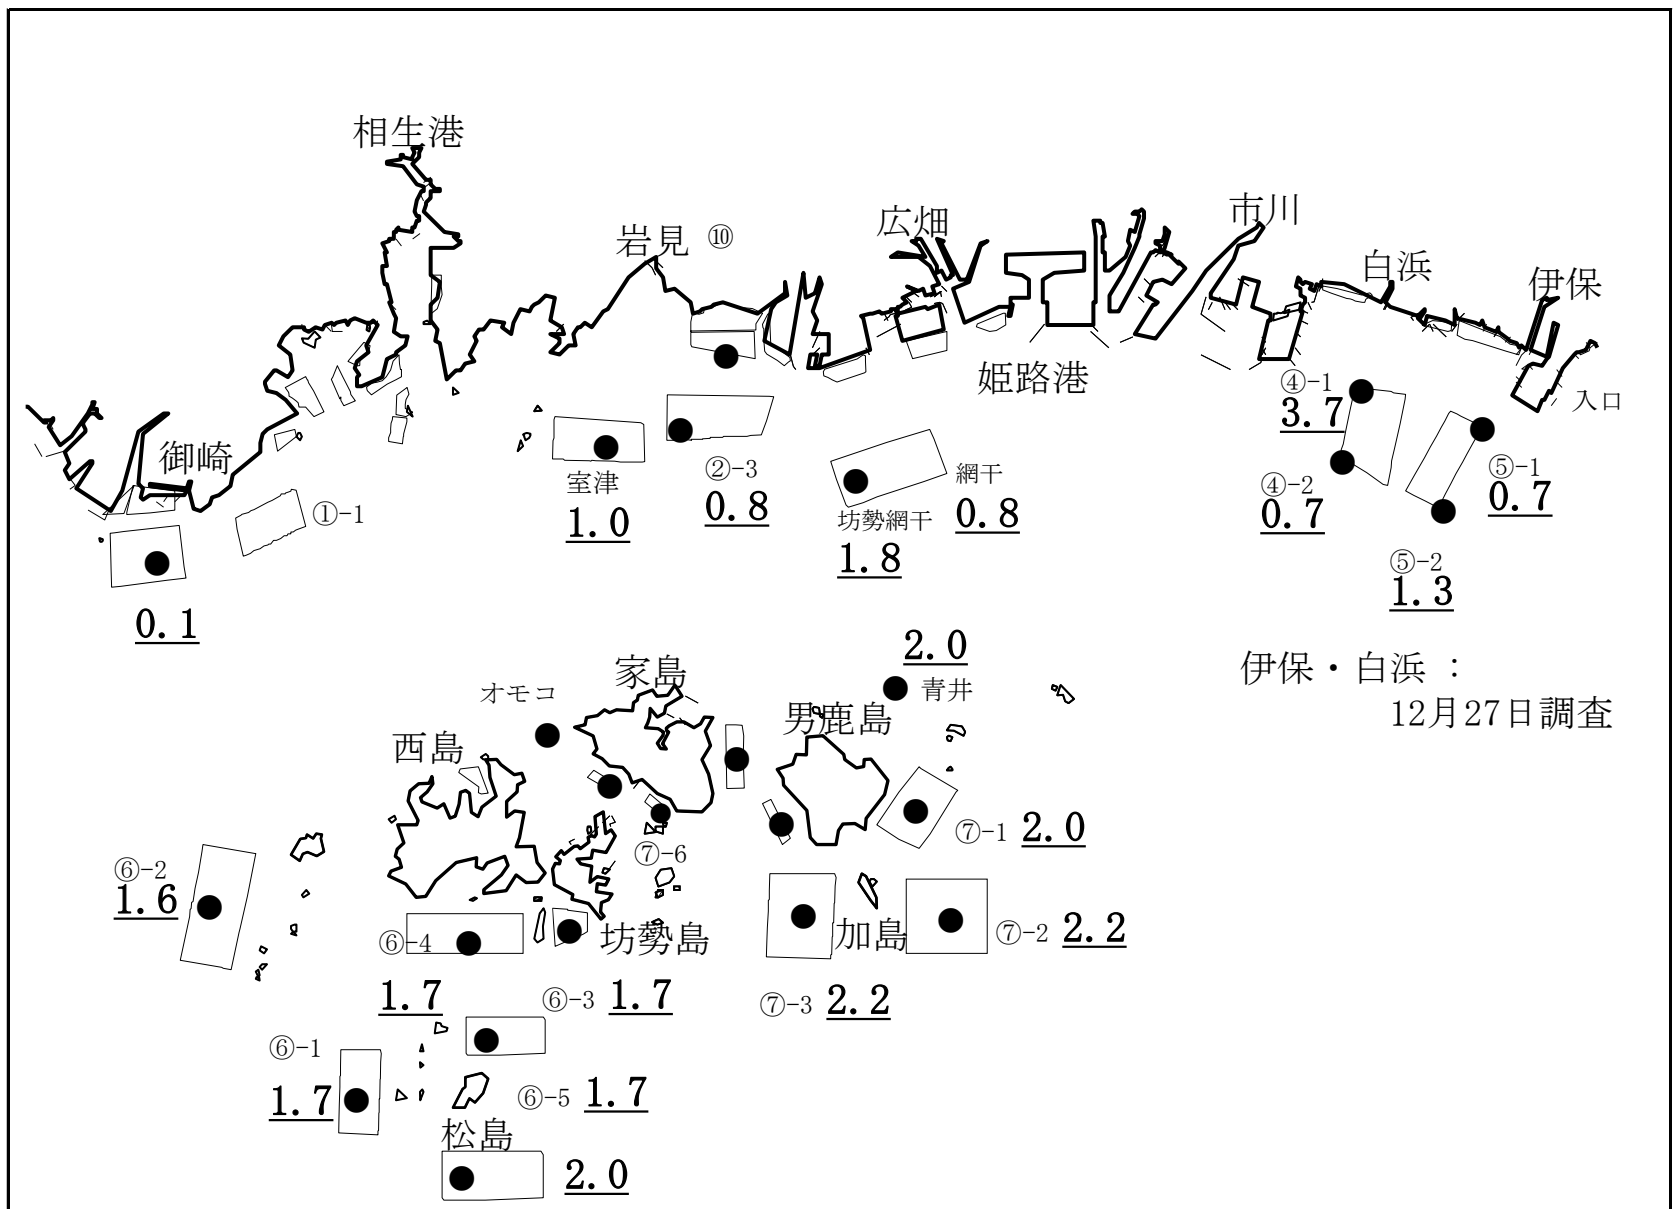 相生港
岩見 ⑩
広畑
市川
白浜
伊保
姫路港
④-1
3.7
入口
御崎
①-1
0.1
室津
1.0
②-3
0.8
坊勢網干
1.8
網干
0.8
④-2
0.7
⑤-1
0.7
⑤-2
1.3
伊保・白浜 :
12月27日調査
2.0
青井
家島
オモコ
男鹿島
西島
⑦-1 2.0
⑦-6
⑥-2
1.6
⑥-4
1.7
坊勢島
加島
⑦-2 2.2
⑥-3 1.7
⑦-3 2.2
⑥-1
1.7
⑥-5 1.7
松島
2.0